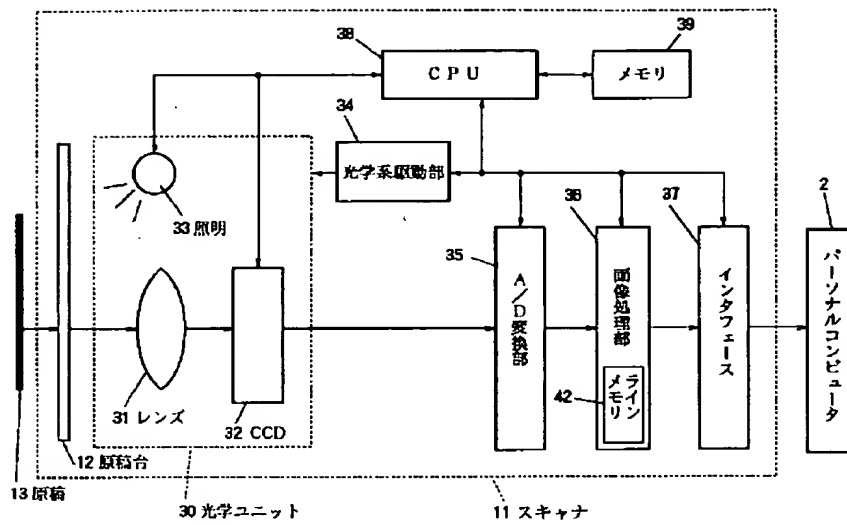 38
CPU
39
メモリ
34
光学系駆動部
33 照明
35
A/D変換部
36
画像処理部
42
ラインメモリ
37
インタフェース
2
パーソナルコンピュータ
31 レンズ
32 CCD
12 原稿台
13 原稿
30 光学ユニット
11 スキャナ